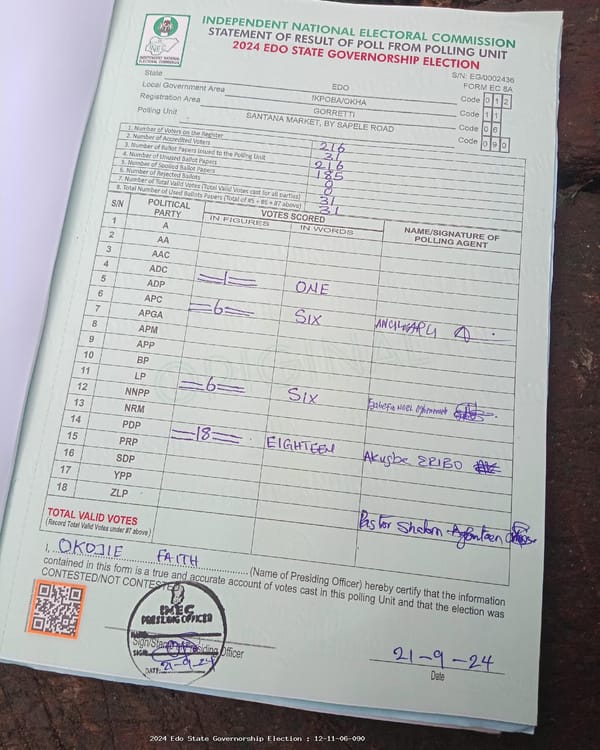 INDEPENDENT NATIONAL ELECTORAL COMMISSION
STATEMENT OF RESULT OF POLL FROM POLLING UNIT
2024 EDO STATE GOVERNORSHIP ELECTION
INEC
INDEPENDENT NATIONAL ELECTORAL COMMISSION
S/N: EG/0002436
FORM EC 8A
State EDO Code 0 1 2
Local Government Area IKPOBA/OKHA Code 1 1
Registration Area GORRETTI Code 0 6
Polling Unit SANTANA MARKET, BY SAPELE ROAD Code 0 9 0
1. Number of Voters on the Register 216
2. Number of Accredited Voters 31
3. Number of Ballot Papers Issued to the Polling Unit 216
4. Number of Unused Ballot Papers 185
5. Number of Spoiled Ballot Papers 0
6. Number of Rejected Ballots 0
7. Number of Total Valid Votes (Total Valid Votes cast for all parties) 31
8. Total Number of Used Ballots Papers (Total of #5 + #6 + #7 above) 31
S/N POLITICAL PARTY VOTES SCORED NAME/SIGNATURE OF POLLING AGENT
IN FIGURES IN WORDS
1 A
2 AA
3 AAC
4 ADC
5 ADP 1 ONE
6 APC 6 SIX
7 APGA
8 APM
9 APP
10 BP
11 LP 6 SIX
12 NNPP
13 NRM
14 PDP 18 EIGHTEEN Akugbe ERIBO
15 PRP
16 SDP
17 YPP
18 ZLP Pastor Shalom
TOTAL VALID VOTES
(Record Total Valid Votes under #7 above)
ORIGINAL
I, OKOJIE FAITH (Name of Presiding Officer) hereby certify that the information
contained in this form is a true and accurate account of votes cast in this polling Unit and that the election was
CONTESTED/NOT CONTESTED
INEC
PRESIDING OFFICER
NAME:
Sign/Stamp of Presiding Officer
SIGN:
DATE: 21-9-24
21-9-24
Date
2024 Edo State Governorship Election : 12-11-06-090